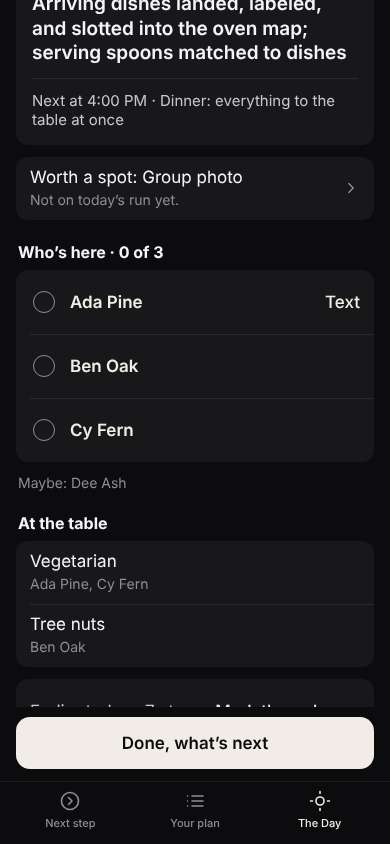 Arriving dishes landed, labeled,
and slotted into the oven map;
serving spoons matched to dishes
Next at 4:00 PM · Dinner: everything to the
table at once
Worth a spot: Group photo
Not on today’s run yet.
Who’s here · 0 of 3
Ada Pine
Text
Ben Oak
Cy Fern
Maybe: Dee Ash
At the table
Vegetarian
Ada Pine, Cy Fern
Tree nuts
Ben Oak
Done, what’s next
Next step
Your plan
The Day